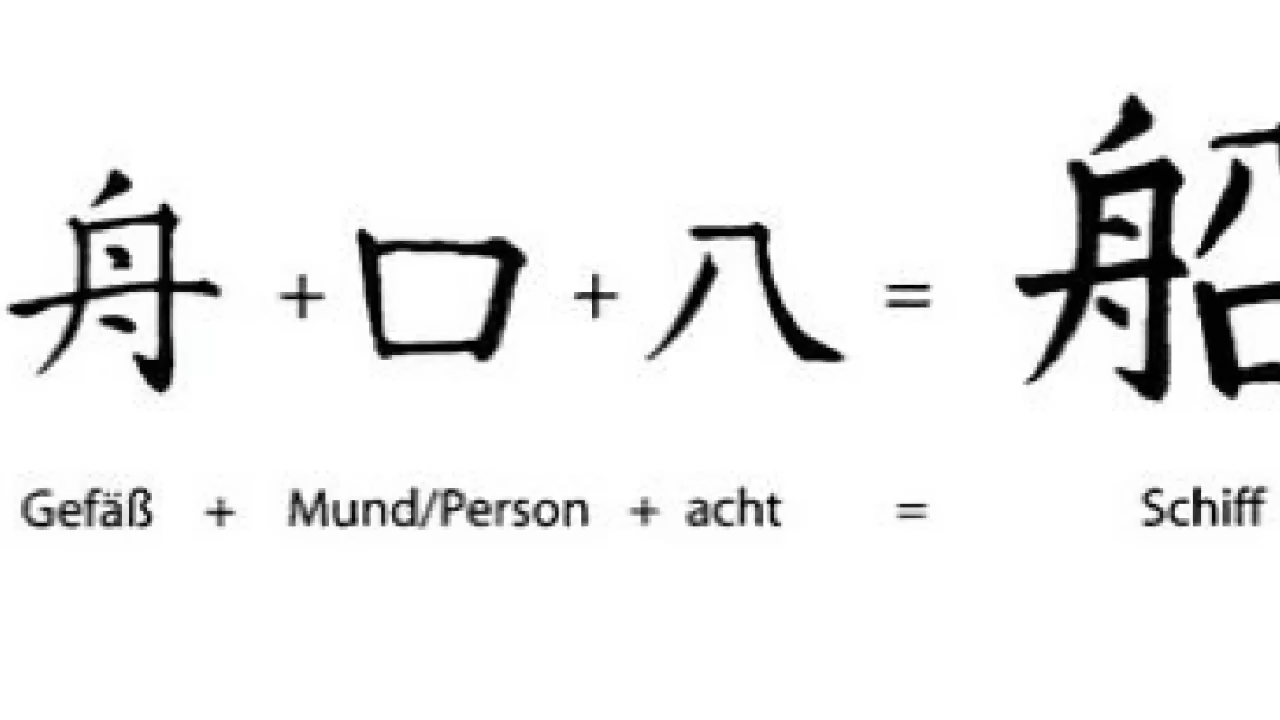 舟 + 口 + 八 = 船
Gefäß + Mund/Person + acht = Schiff